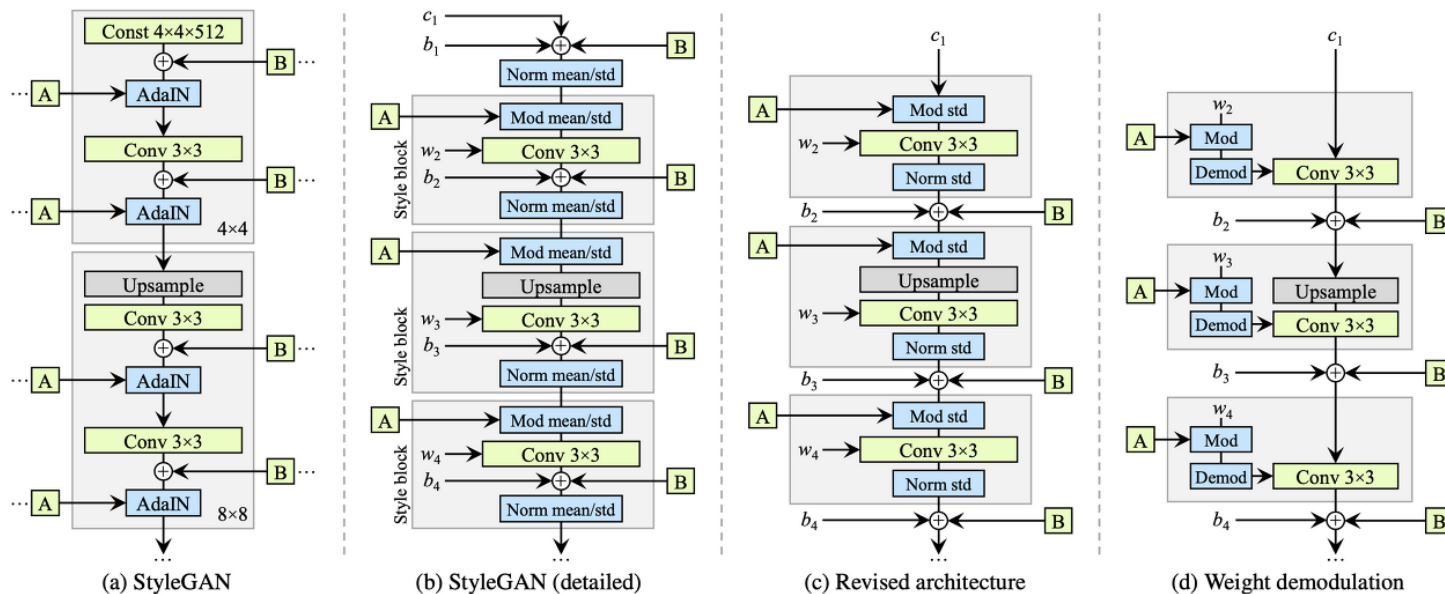 Const 4×4×512
+
B ...
... A
AdaIN
Conv 3×3
+
B ...
... A
AdaIN
4×4
Upsample
Conv 3×3
+
B ...
... A
AdaIN
Conv 3×3
+
B ...
... A
AdaIN
8×8
...
(a) StyleGAN
c₁
b₁
+
B
Norm mean/std
Style block
A
Mod mean/std
w₂
Conv 3×3
b₂
+
B
Norm mean/std
Style block
A
Mod mean/std
Upsample
w₃
Conv 3×3
b₃
+
B
Norm mean/std
Style block
A
Mod mean/std
w₄
Conv 3×3
b₄
+
B
Norm mean/std
...
(b) StyleGAN (detailed)
c₁
A
Mod std
w₂
Conv 3×3
Norm std
b₂
+
B
A
Mod std
Upsample
w₃
Conv 3×3
Norm std
b₃
+
B
A
Mod std
w₄
Conv 3×3
Norm std
b₄
+
B
...
(c) Revised architecture
c₁
w₂
A
Mod
Demod
Conv 3×3
b₂
+
B
w₃
A
Mod
Upsample
Demod
Conv 3×3
b₃
+
B
w₄
A
Mod
Demod
Conv 3×3
b₄
+
B
...
(d) Weight demodulation